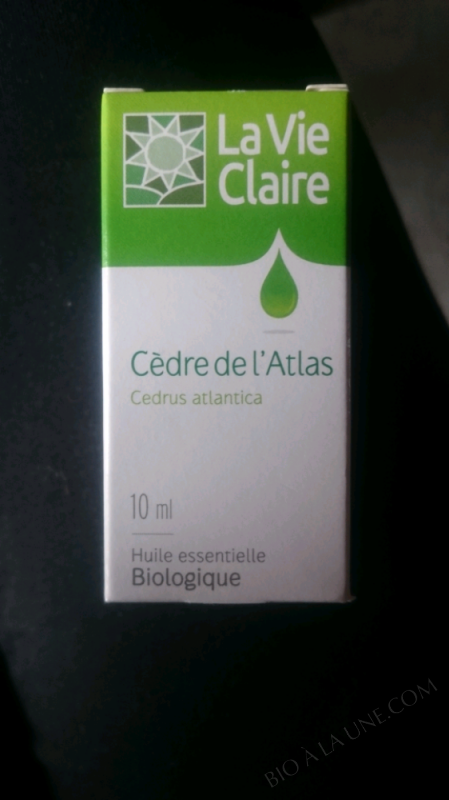 La Vie
Claire
Cèdre de l'Atlas
Cedrus atlantica
10 ml
Huile essentielle
Biologique
BIO À LA UNE.COM